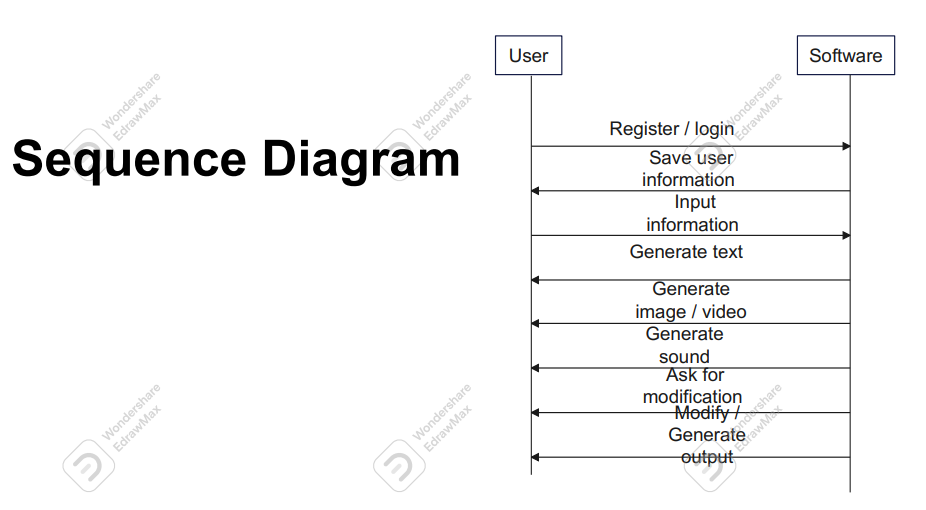 Sequence Diagram
User
Software
Register / login
Save user
information
Input
information
Generate text
Generate
image / video
Generate
sound
Ask for
modification
Modify /
Generate
output
Wondershare
EdrawMax
Wondershare
EdrawMax
Wondershare
EdrawMax
Wondershare
EdrawMax
Wondershare
EdrawMax
Wondershare
EdrawMax